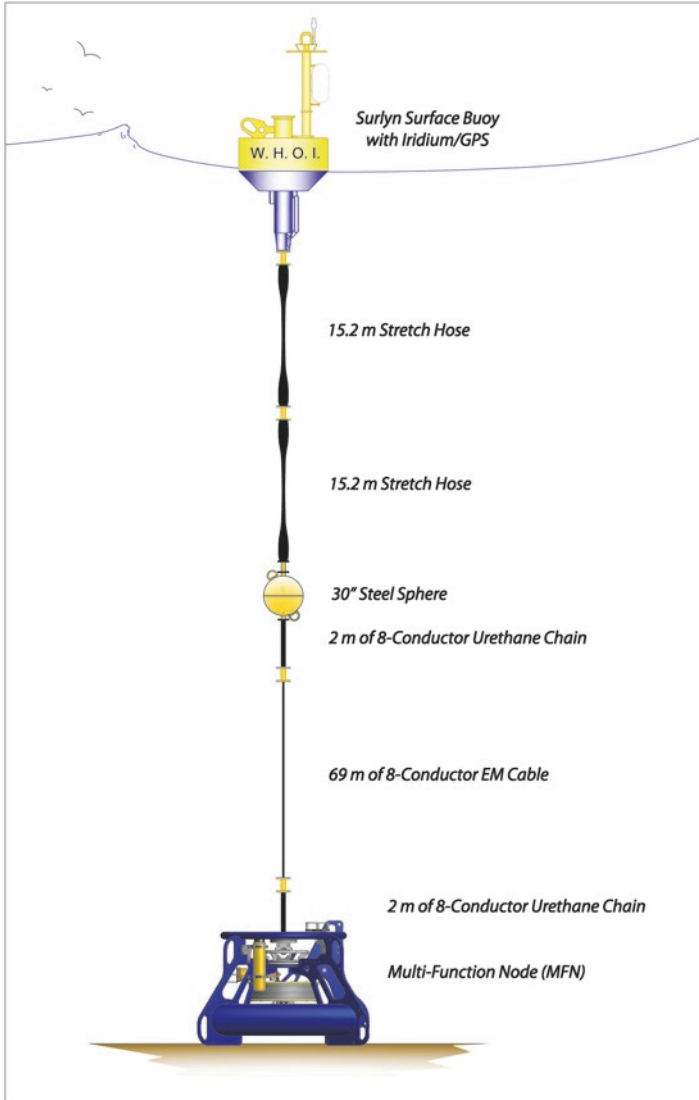 Surlyn Surface Buoy
with Iridium/GPS
W. H. O. I.
15.2 m Stretch Hose
15.2 m Stretch Hose
30" Steel Sphere
2 m of 8-Conductor Urethane Chain
69 m of 8-Conductor EM Cable
2 m of 8-Conductor Urethane Chain
Multi-Function Node (MFN)